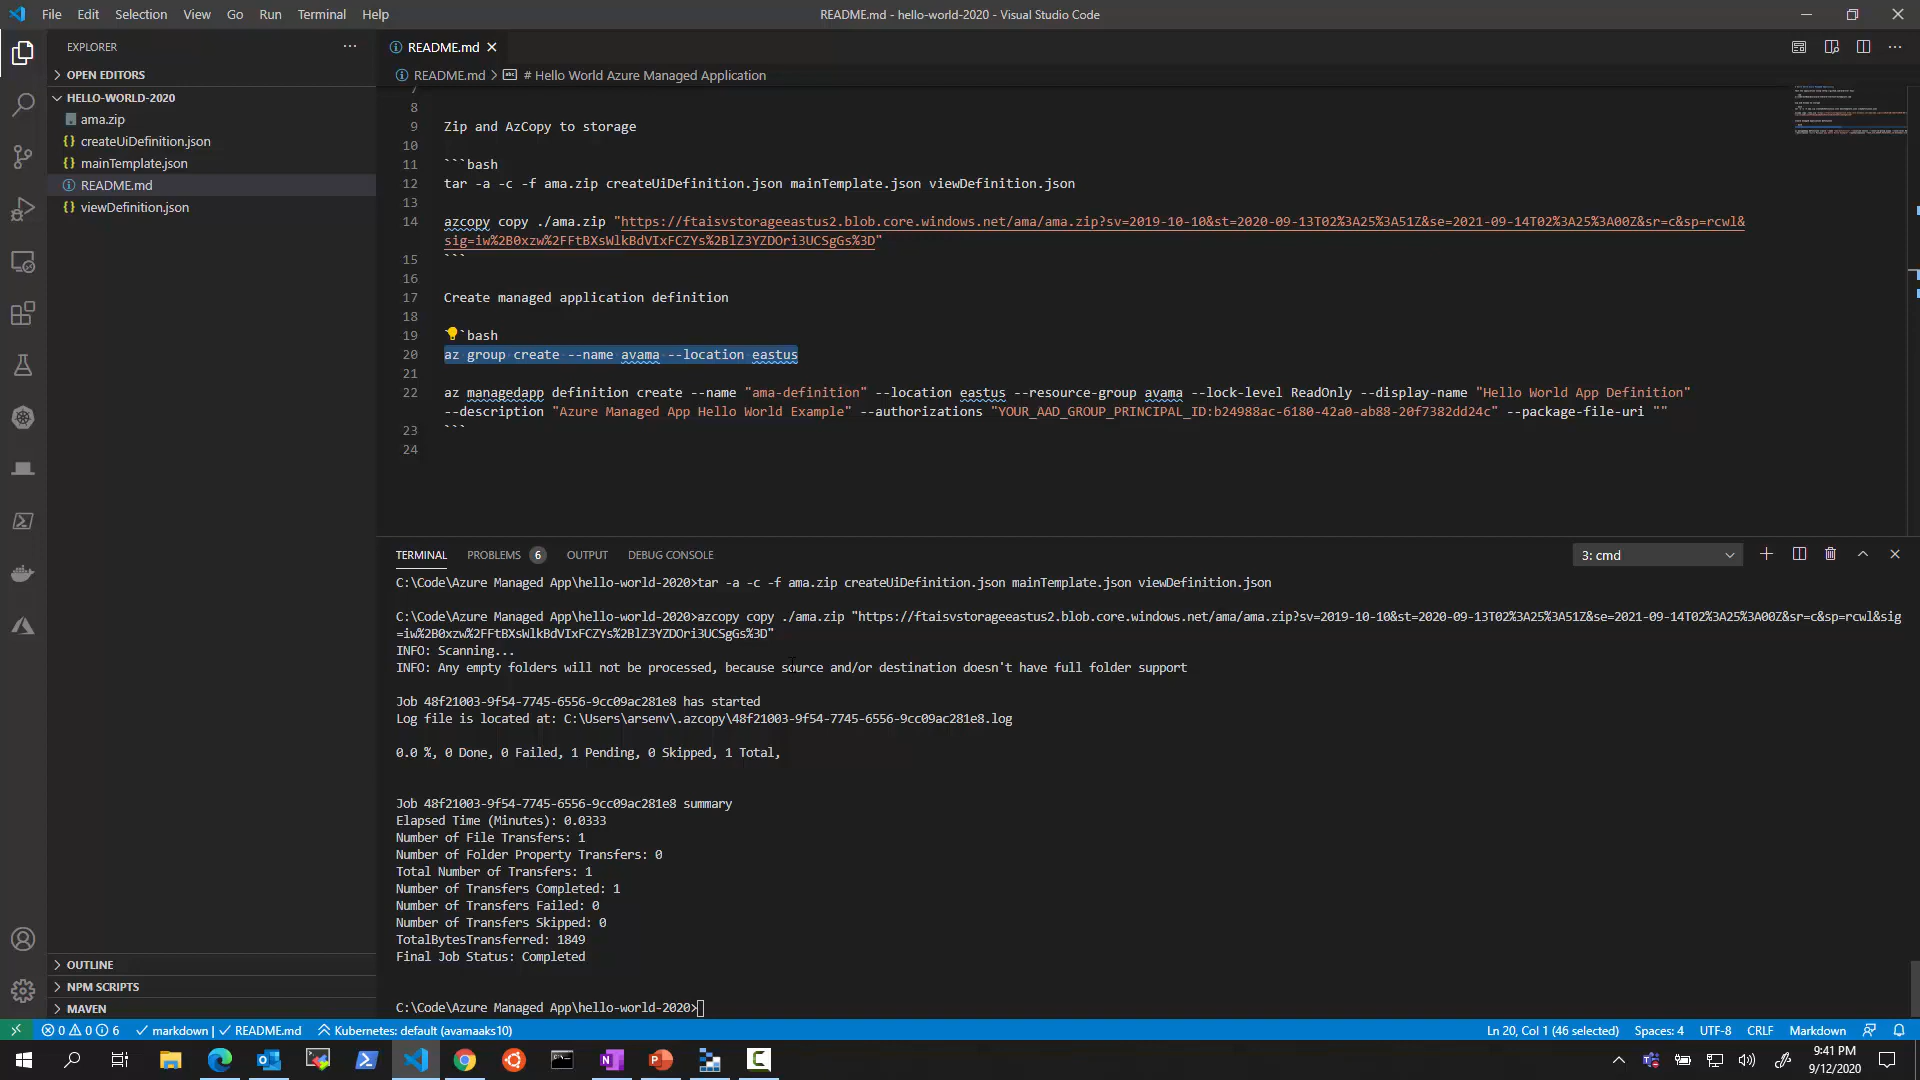 File Edit Selection View Go Run Terminal Help
README.md - hello-world-2020 - Visual Studio Code
EXPLORER
OPEN EDITORS
HELLO-WORLD-2020
ama.zip
createUiDefinition.json
mainTemplate.json
README.md
viewDefinition.json
OUTLINE
NPM SCRIPTS
MAVEN
README.md
README.md > # Hello World Azure Managed Application
7
8
9 Zip and AzCopy to storage
10
11 ```bash
12 tar -a -c -f ama.zip createUiDefinition.json mainTemplate.json viewDefinition.json
13
14 azcopy copy ./ama.zip "https://ftaisvstorageeastus2.blob.core.windows.net/ama/ama.zip?sv=2019-10-10&st=2020-09-13T02%3A25%3A51Z&se=2021-09-14T02%3A25%3A00Z&sr=c&sp=rcwl&
sig=iw%2B0xzw%2FFtBXsWlkBdVIxFCZYs%2BlZ3YZDOri3UCSgGs%3D"
15 ```
16
17 Create managed application definition
18
19 ```bash
20 az group create --name avama --location eastus
21
22 az managedapp definition create --name "ama-definition" --location eastus --resource-group avama --lock-level ReadOnly --display-name "Hello World App Definition"
--description "Azure Managed App Hello World Example" --authorizations "YOUR_AAD_GROUP_PRINCIPAL_ID:b24988ac-6180-42a0-ab88-20f7382dd24c" --package-file-uri ""
23 ```
24
TERMINAL PROBLEMS 6 OUTPUT DEBUG CONSOLE
3: cmd
C:\Code\Azure Managed App\hello-world-2020>tar -a -c -f ama.zip createUiDefinition.json mainTemplate.json viewDefinition.json
C:\Code\Azure Managed App\hello-world-2020>azcopy copy ./ama.zip "https://ftaisvstorageeastus2.blob.core.windows.net/ama/ama.zip?sv=2019-10-10&st=2020-09-13T02%3A25%3A51Z&se=2021-09-14T02%3A25%3A00Z&sr=c&sp=rcwl&sig
=iw%2B0xzw%2FFtBXsWlkBdVIxFCZYs%2BlZ3YZDOri3UCSgGs%3D"
INFO: Scanning...
INFO: Any empty folders will not be processed, because source and/or destination doesn't have full folder support
Job 48f21003-9f54-7745-6556-9cc09ac281e8 has started
Log file is located at: C:\Users\arsenv\.azcopy\48f21003-9f54-7745-6556-9cc09ac281e8.log
0.0 %, 0 Done, 0 Failed, 1 Pending, 0 Skipped, 1 Total,
Job 48f21003-9f54-7745-6556-9cc09ac281e8 summary
Elapsed Time (Minutes): 0.0333
Number of File Transfers: 1
Number of Folder Property Transfers: 0
Total Number of Transfers: 1
Number of Transfers Completed: 1
Number of Transfers Failed: 0
Number of Transfers Skipped: 0
TotalBytesTransferred: 1849
Final Job Status: Completed
C:\Code\Azure Managed App\hello-world-2020>
0 0 6 markdown | README.md Kubernetes: default (avamaaks10)
Ln 20, Col 1 (46 selected) Spaces: 4 UTF-8 CRLF Markdown
9:41 PM
9/12/2020